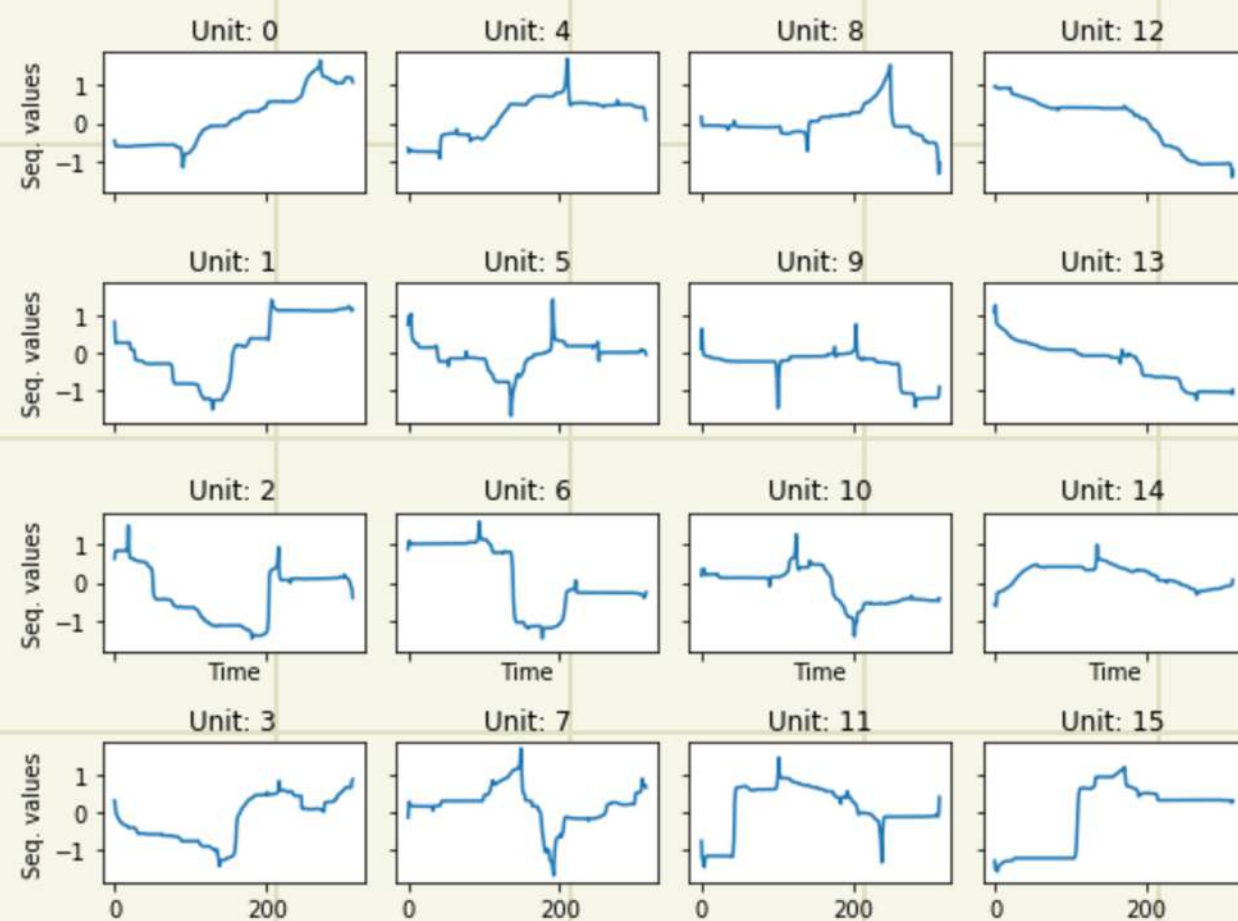 Unit: 0 Unit: 4 Unit: 8 Unit: 12
Seq. values
1
0
−1
Unit: 1 Unit: 5 Unit: 9 Unit: 13
Seq. values
1
0
−1
Unit: 2 Unit: 6 Unit: 10 Unit: 14
Seq. values
1
0
−1
Time Time Time Time
Unit: 3 Unit: 7 Unit: 11 Unit: 15
Seq. values
1
0
−1
0 200 0 200 0 200 0 200